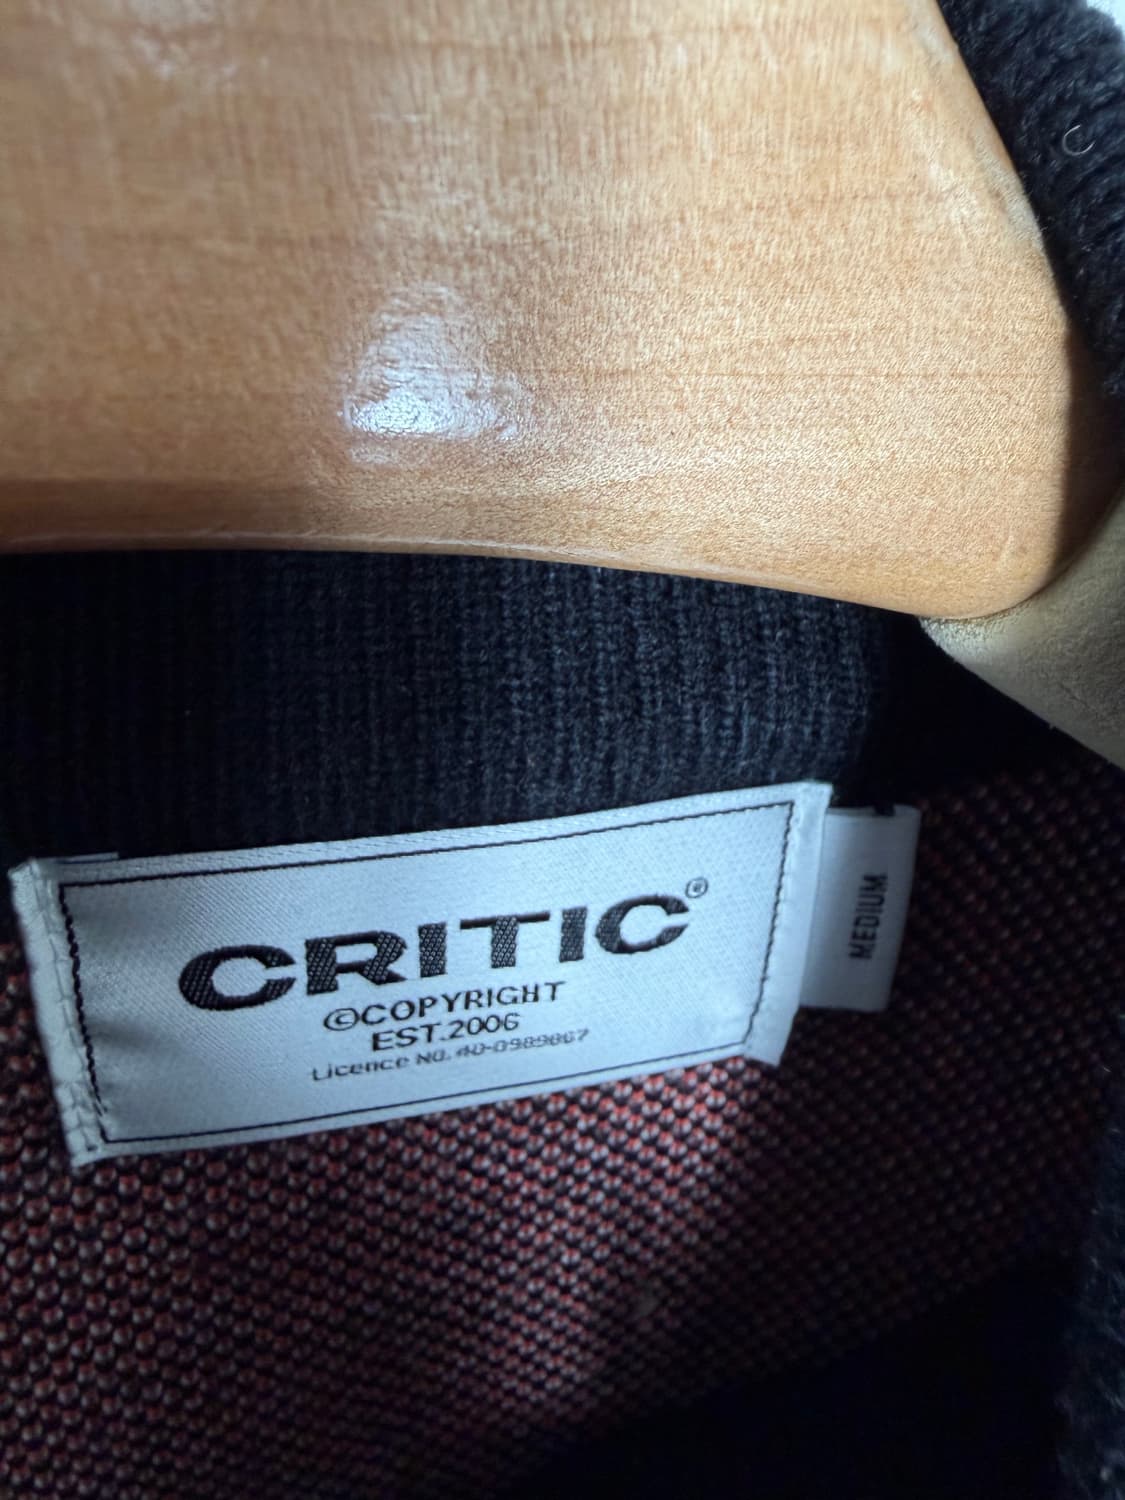 CRITIC®
©COPYRIGHT
EST.2006
Licence No. 40-0989867
MEDIUM